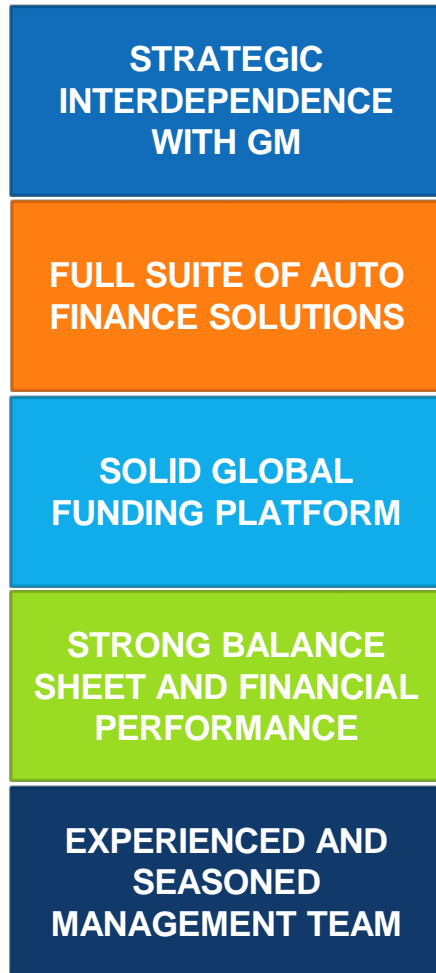 STRATEGIC
INTERDEPENDENCE
WITH GM
FULL SUITE OF AUTO
FINANCE SOLUTIONS
SOLID GLOBAL
FUNDING PLATFORM
STRONG BALANCE
SHEET AND FINANCIAL
PERFORMANCE
EXPERIENCED AND
SEASONED
MANAGEMENT TEAM